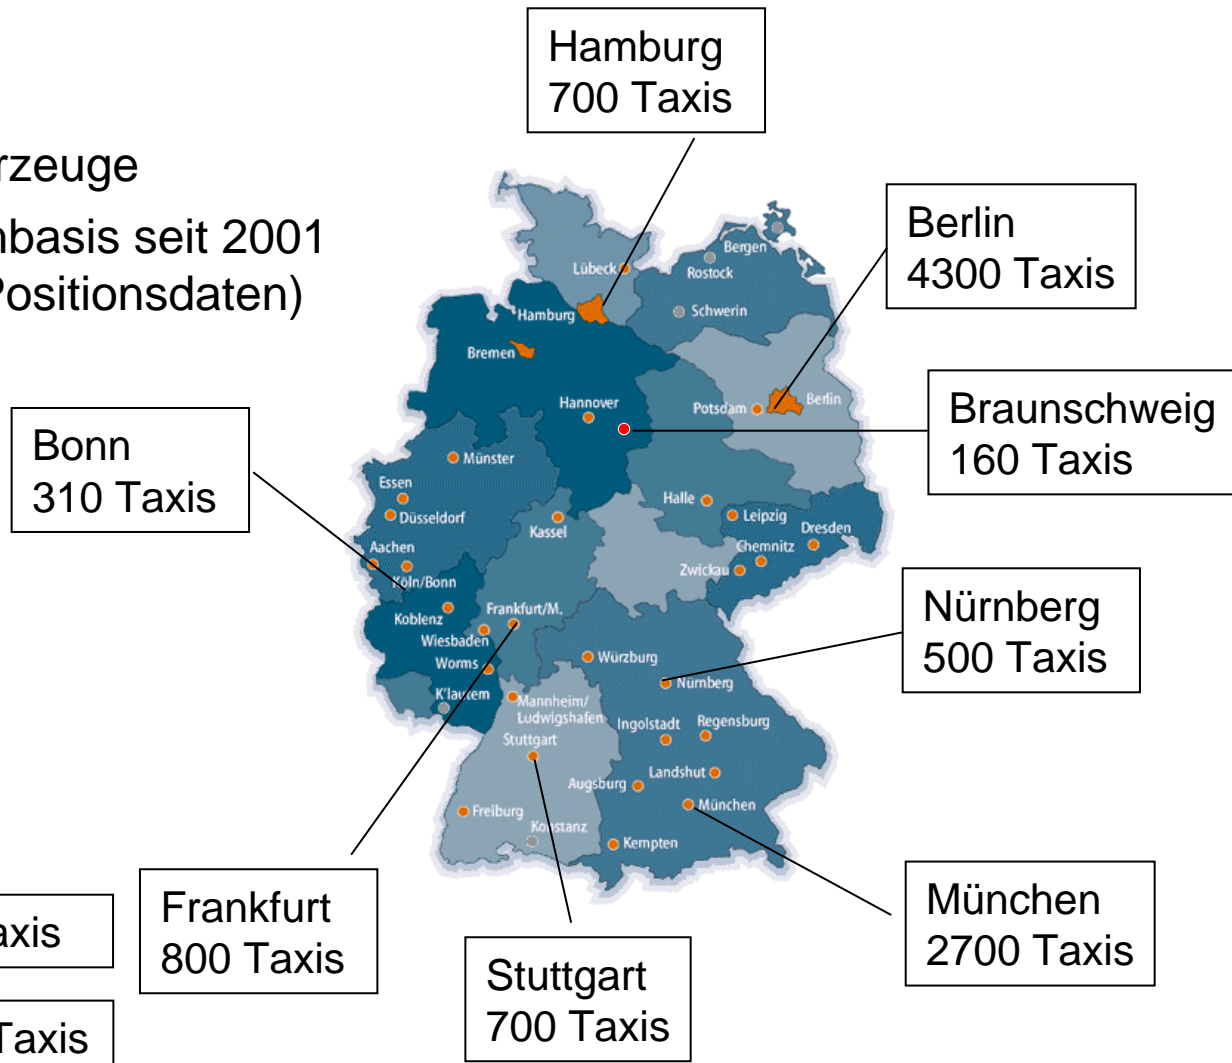 Hamburg
700 Taxis
rzeuge
nbasis seit 2001
Positionsdaten)
Berlin
4300 Taxis
Braunschweig
160 Taxis
Bonn
310 Taxis
Nürnberg
500 Taxis
Frankfurt
800 Taxis
Stuttgart
700 Taxis
München
2700 Taxis
axis
Taxis
Lübeck
Bergen
Rostock
Hamburg
Schwerin
Bremen
Hannover
Potsdam
Berlin
Münster
Essen
Düsseldorf
Halle
Leipzig
Dresden
Kassel
Chemnitz
Zwickau
Aachen
Köln/Bonn
Koblenz
Frankfurt/M.
Wiesbaden
Worms
Würzburg
Nürnberg
K'lautern
Mannheim/
Ludwigshafen
Ingolstadt
Regensburg
Stuttgart
Augsburg
Landshut
München
Freiburg
Konstanz
Kempten